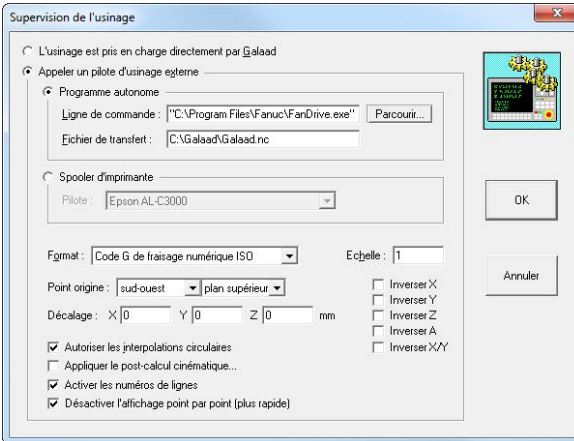 Supervision de l'usinage
L'usinage est pris en charge directement par Galaad
Appeler un pilote d'usinage externe
Programme autonome
Ligne de commande : "C:\Program Files\Fanuc\FanDrive.exe" Parcourir...
Fichier de transfert : C:\Galaad\Galaad.nc
Spooler d'imprimante
Pilote : Epson AL-C3000
OK
Format : Code G de fraisage numérique ISO Echelle : 1
Annuler
Point origine : sud-ouest plan supérieur
Inverser X
Inverser Y
Décalage : X 0 Y 0 Z 0 mm
Inverser Z
Inverser A
Inverser X/Y
Autoriser les interpolations circulaires
Appliquer le post-calcul cinématique...
Activer les numéros de lignes
Désactiver l'affichage point par point (plus rapide)